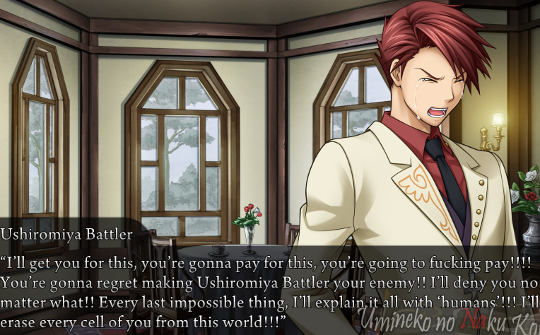 Ushiromiya Battler
“I’ll get you for this, you’re gonna pay for this, you’re going to fucking pay!!!!
You’re gonna regret making Ushiromiya Battler your enemy!! I’ll deny you no
matter what!! Every last impossible thing, I’ll explain it all with ‘humans’!!! I’ll
erase every cell of you from this world!!!”
Umineko no Naku Ko